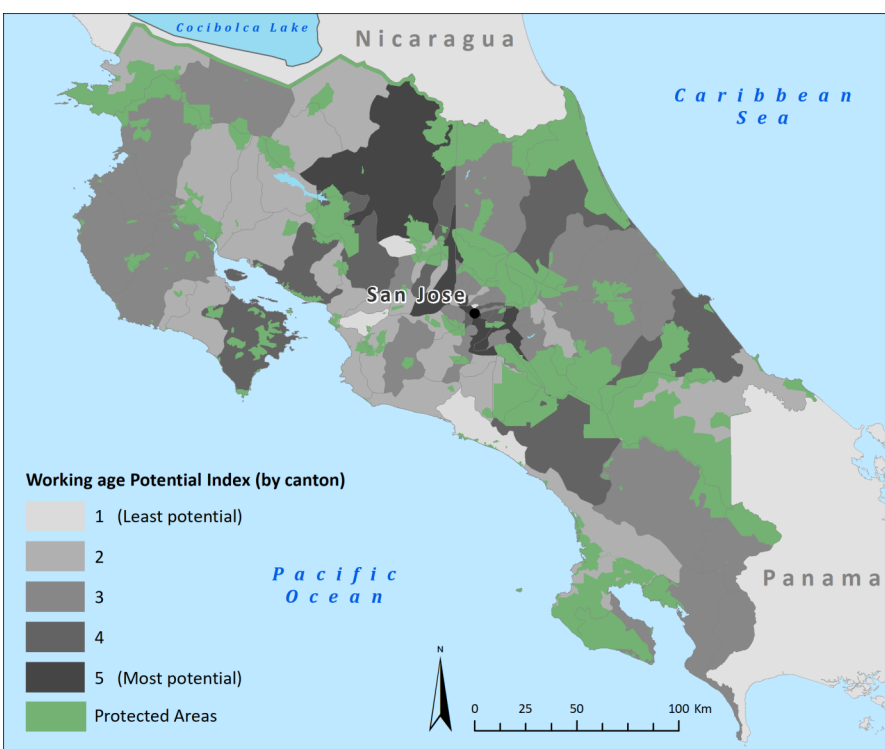 Cocibolca Lake
Nicaragua
Caribbean
Sea
San Jose
Working age Potential Index (by canton)
1 (Least potential)
2
3
4
5 (Most potential)
Protected Areas
Pacific
Ocean
Panama
N
0 25 50 100 Km